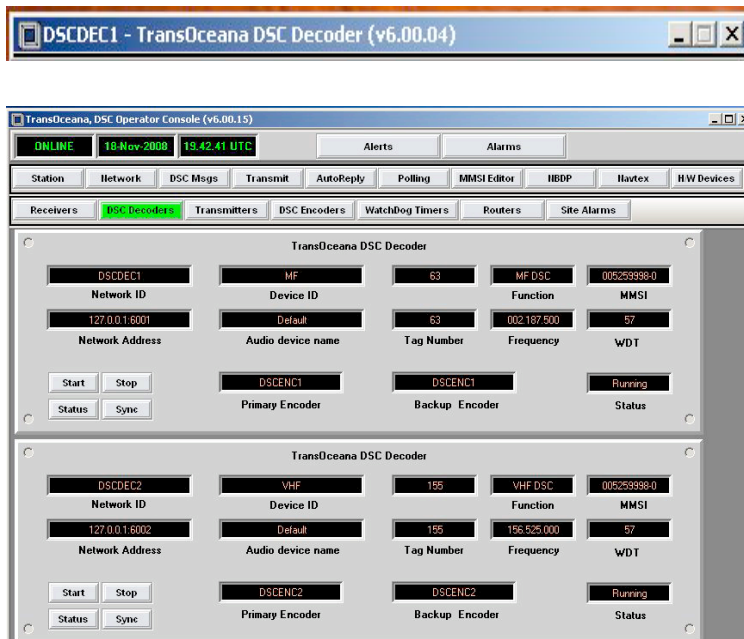 DSCDEC1 - TransOceana DSC Decoder (v6.00.04)
TransOceana, DSC Operator Console (v6.00.15)
ONLINE 18-Nov-2008 19.42.41 UTC Alerts Alarms
Station Network DSC Msgs Transmit AutoReply Polling MMSI Editor NBDP Navtex H/W Devices
Receivers DSC Decoders Transmitters DSC Encoders WatchDog Timers Routers Site Alarms
TransOceana DSC Decoder
DSCDEC1 MF 63 MF DSC 005259998-0
Network ID Device ID Function MMSI
127.0.0.1:6001 Default 63 002.187.500 57
Network Address Audio device name Tag Number Frequency WDT
Start Stop DSCENC1 DSCENC1 Running
Status Sync Primary Encoder Backup Encoder Status
TransOceana DSC Decoder
DSCDEC2 VHF 155 VHF DSC 005259998-0
Network ID Device ID Function MMSI
127.0.0.1:6002 Default 155 156.525.000 57
Network Address Audio device name Tag Number Frequency WDT
Start Stop DSCENC2 DSCENC2 Running
Status Sync Primary Encoder Backup Encoder Status